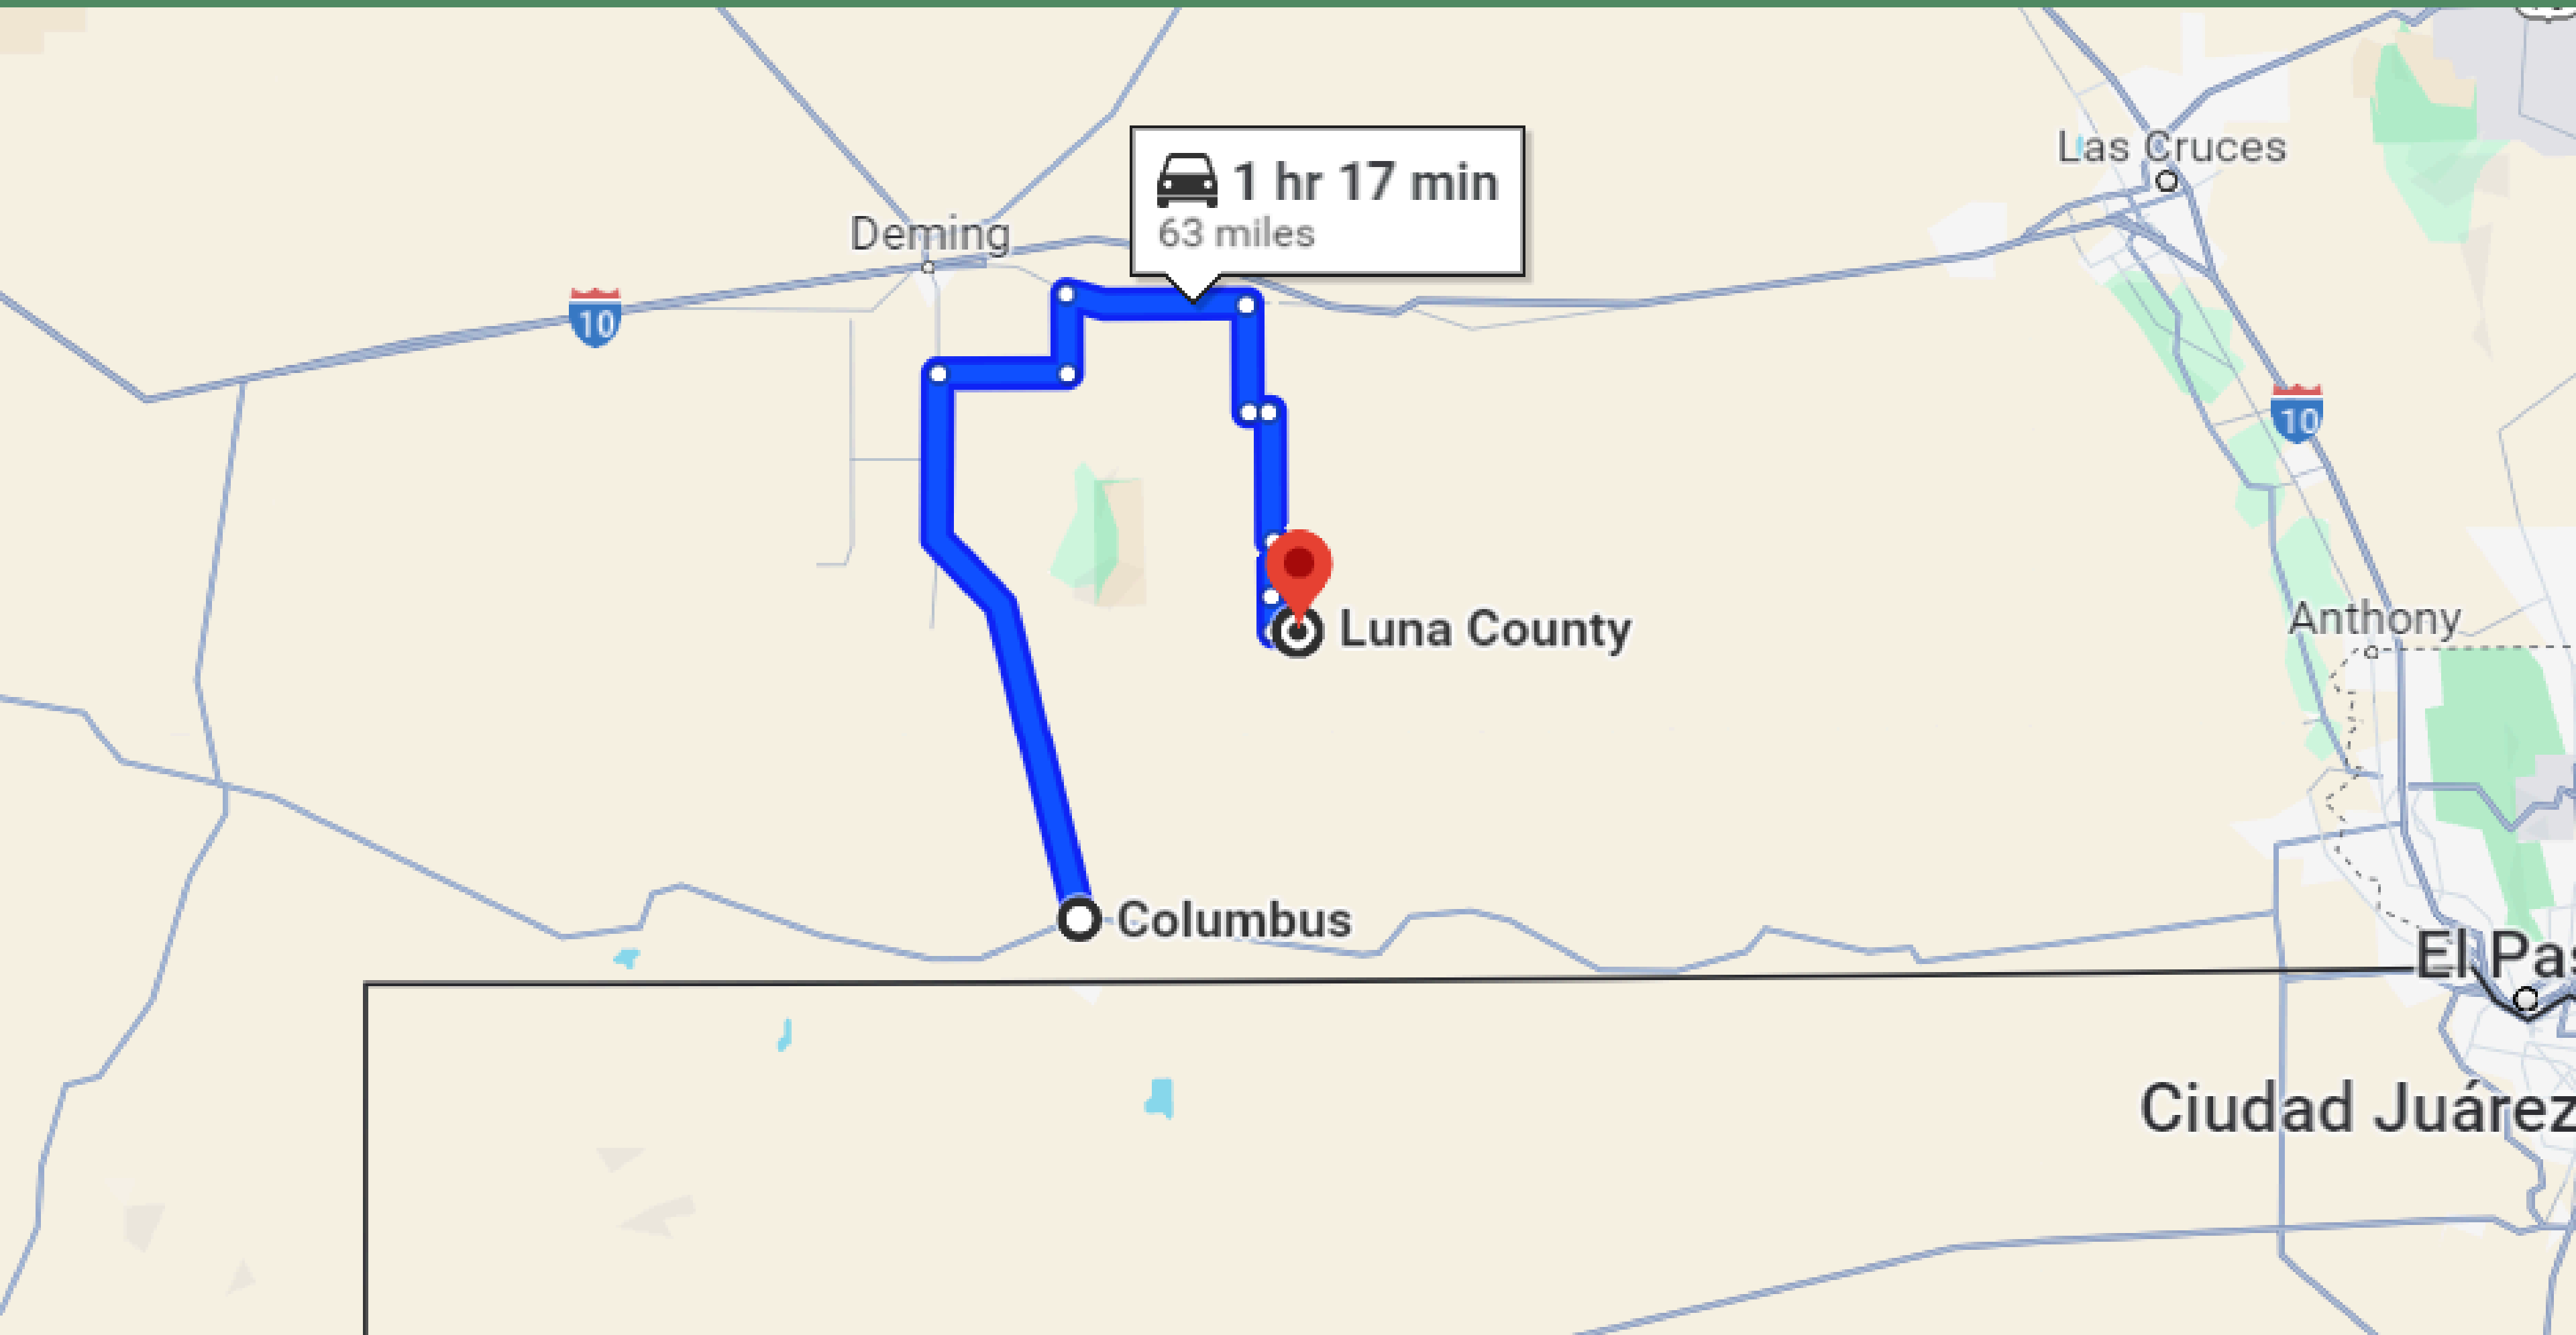 Las Cruces
1 hr 17 min
63 miles
Deming
10
10
Anthony
Luna County
Columbus
El Pas
Ciudad Juárez